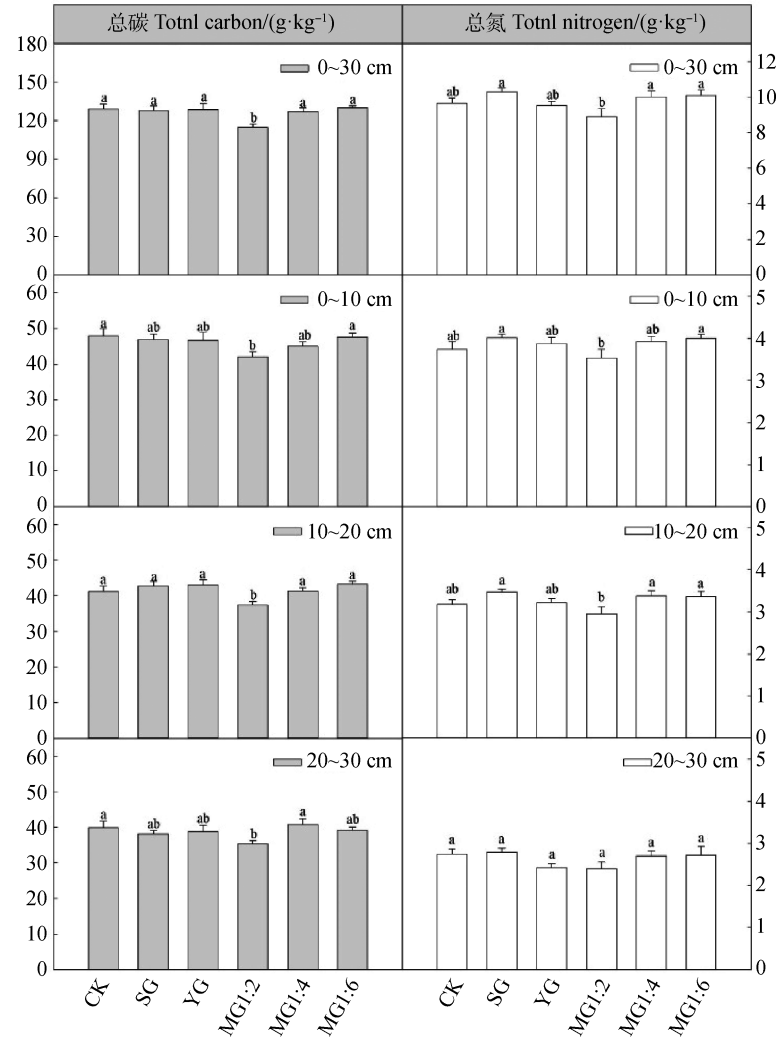 总碳 Totnl carbon/(g·kg⁻¹)
总氮 Totnl nitrogen/(g·kg⁻¹)
180
150
120
90
60
30
0
0~30 cm
a
a
a
b
a
a
0~30 cm
ab
a
ab
b
a
a
12
10
8
6
4
2
0
60
50
40
30
20
10
0
0~10 cm
a
ab
ab
b
ab
a
0~10 cm
ab
a
ab
b
ab
a
5
4
3
2
1
0
60
50
40
30
20
10
0
10~20 cm
a
a
a
b
a
a
10~20 cm
ab
a
ab
b
a
a
5
4
3
2
1
0
60
50
40
30
20
10
0
20~30 cm
a
ab
ab
b
a
ab
20~30 cm
a
a
a
a
a
a
5
4
3
2
1
0
CK
SG
YG
MG1:2
MG1:4
MG1:6
CK
SG
YG
MG1:2
MG1:4
MG1:6